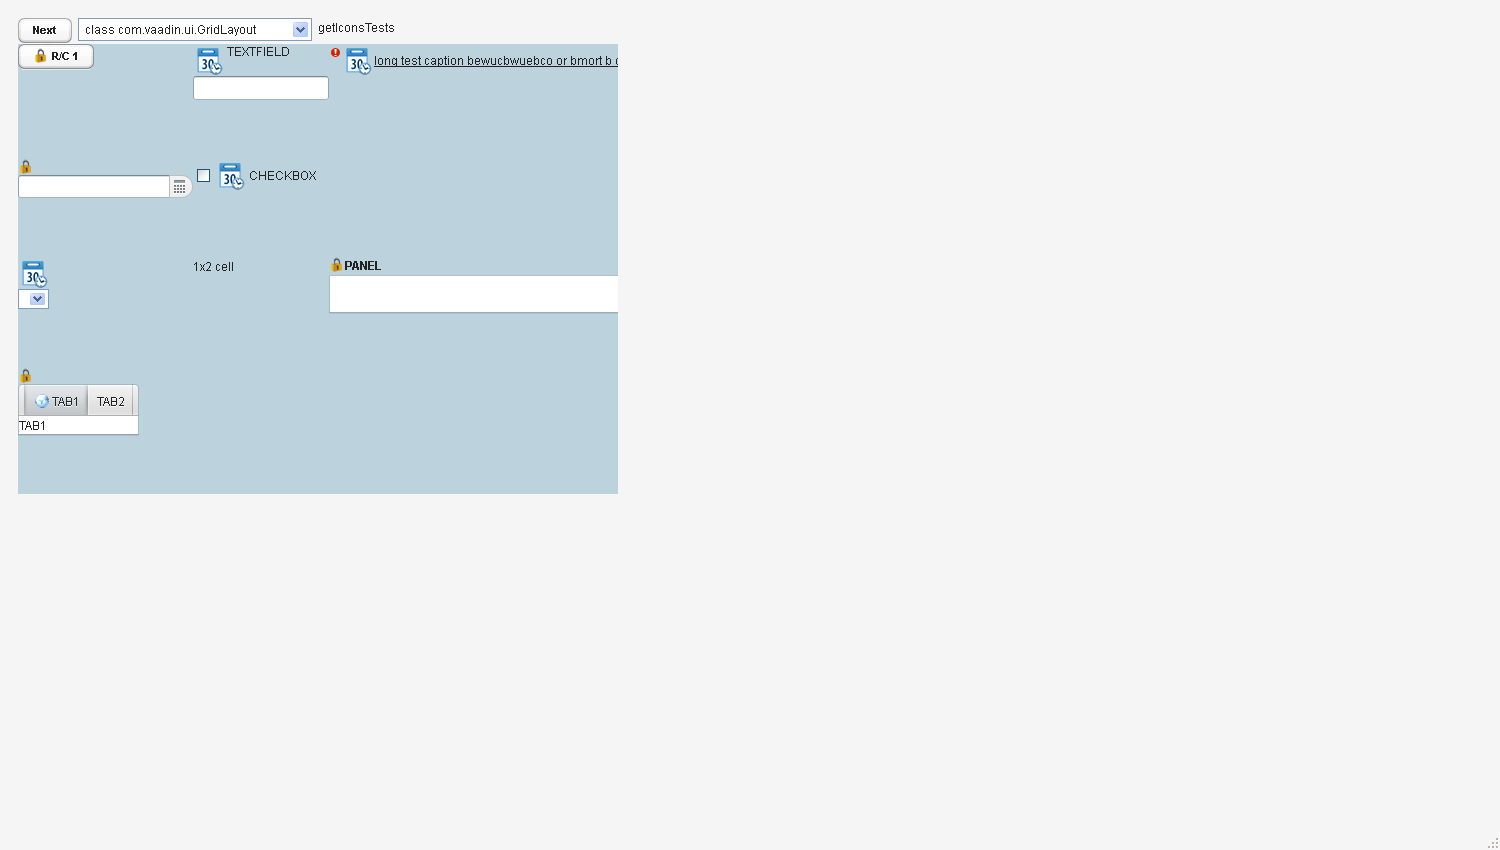 Next
class com.vaadin.ui.GridLayout
getIconsTests
R/C 1
30
TEXTFIELD
30
long test caption bewucbwuebco or bmort b
30
CHECKBOX
30
1x2 cell
PANEL
TAB1
TAB2
TAB1